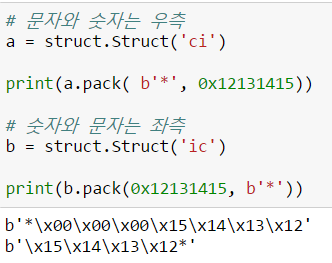 # 문자와 숫자는 우측
a = struct.Struct('ci')
print(a.pack( b'*', 0x12131415))
# 숫자와 문자는 좌측
b = struct.Struct('ic')
print(b.pack(0x12131415, b'*'))
b'*\x00\x00\x00\x15\x14\x13\x12'
b'\x15\x14\x13\x12*'